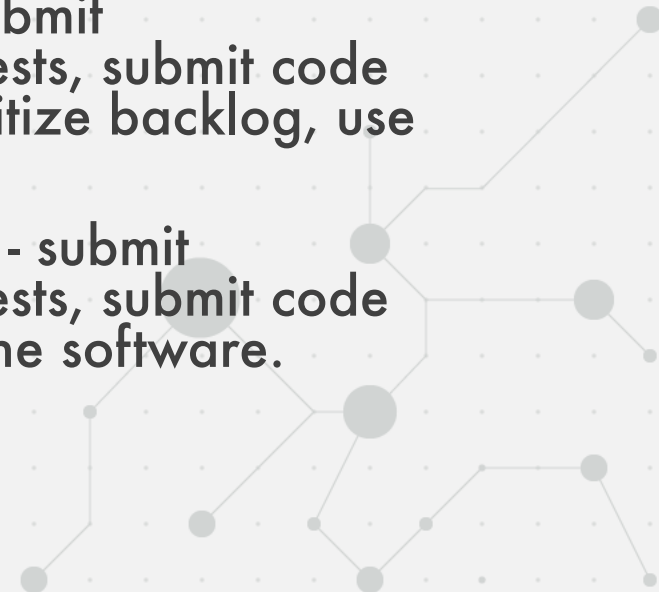 bmit
ests, submit code
itize backlog, use
- submit
ests, submit code
ne software.